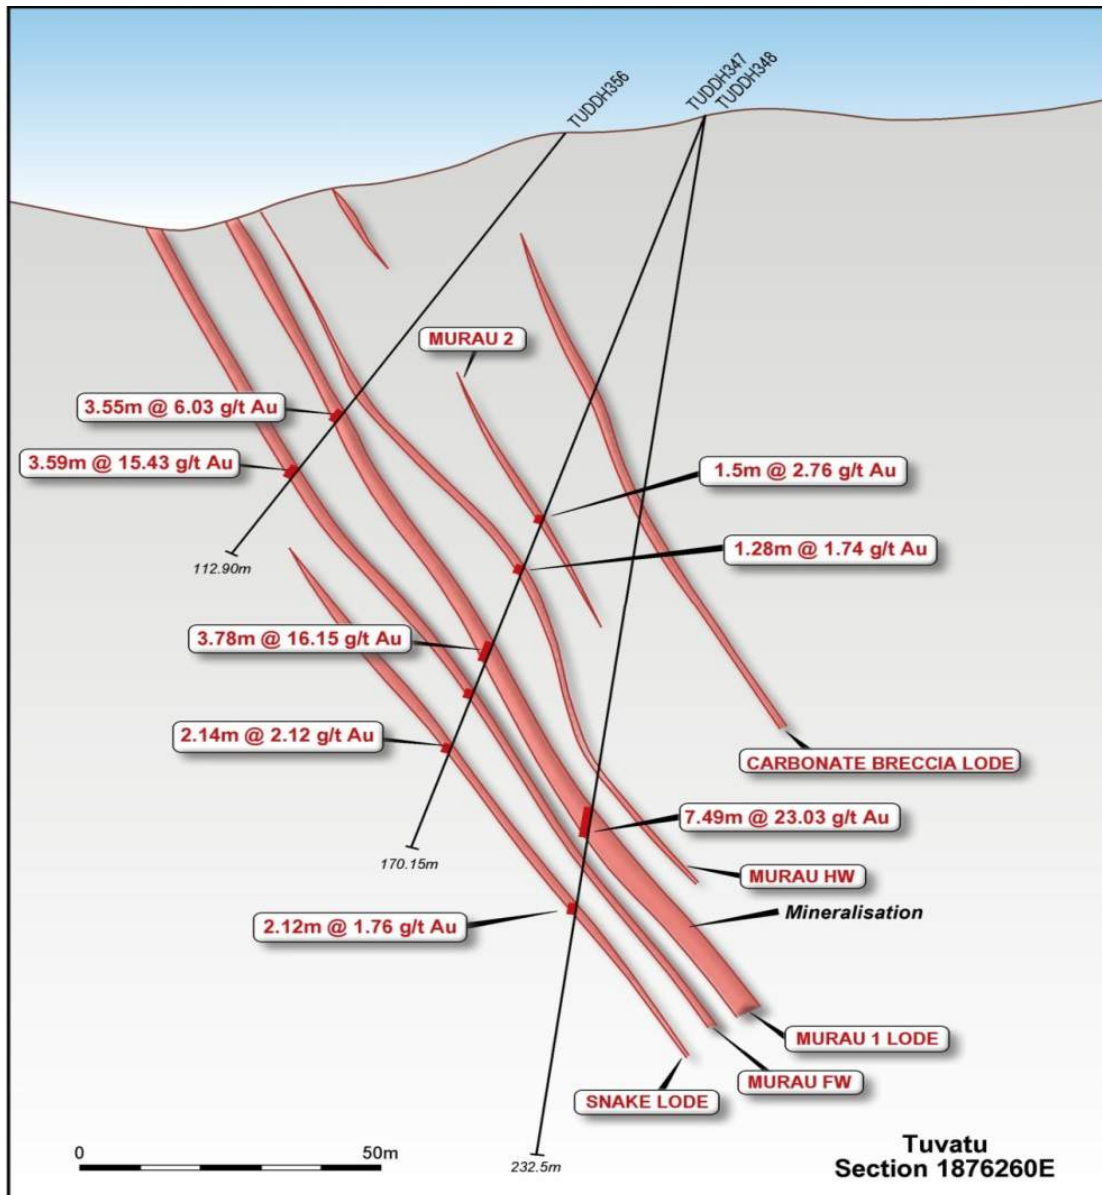 TUDDH356
TUDDH347
TUDDH348
MURAU 2
3.55m @ 6.03 g/t Au
3.59m @ 15.43 g/t Au
1.5m @ 2.76 g/t Au
1.28m @ 1.74 g/t Au
112.90m
3.78m @ 16.15 g/t Au
2.14m @ 2.12 g/t Au
CARBONATE BRECCIA LODE
7.49m @ 23.03 g/t Au
170.15m
MURAU HW
Mineralisation
2.12m @ 1.76 g/t Au
MURAU 1 LODE
MURAU FW
SNAKE LODE
0 50m
232.5m
Tuvatu
Section 1876260E